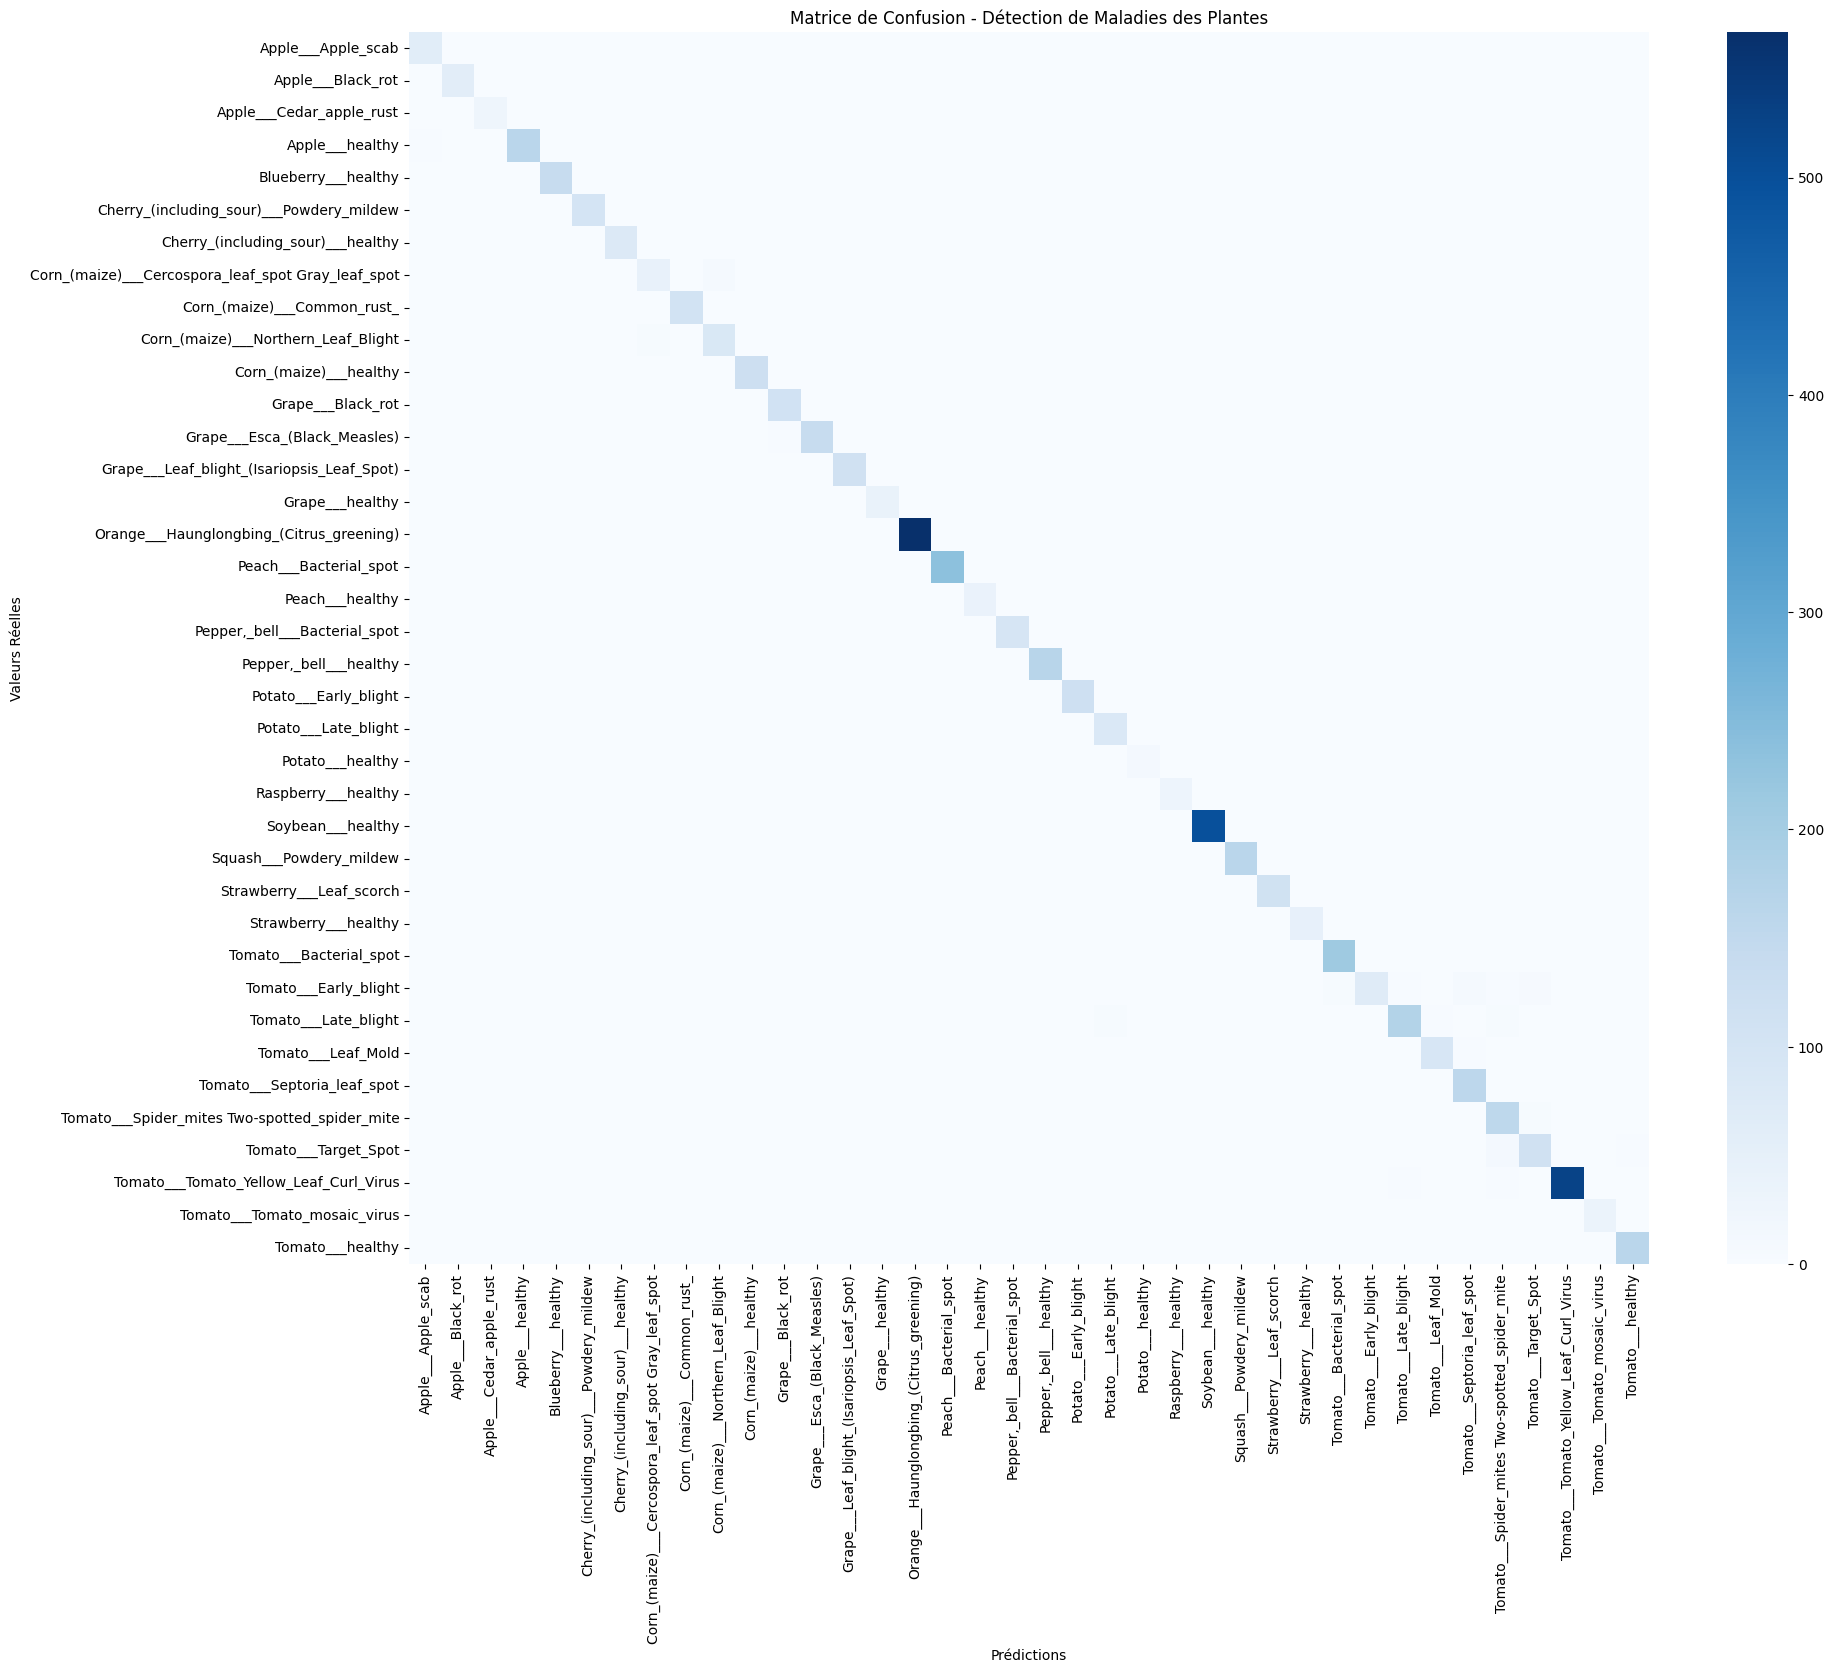 Matrice de Confusion - Détection de Maladies des Plantes
Valeurs Réelles
Apple___Apple_scab
Apple___Black_rot
Apple___Cedar_apple_rust
Apple___healthy
Blueberry___healthy
Cherry_(including_sour)___Powdery_mildew
Cherry_(including_sour)___healthy
Corn_(maize)___Cercospora_leaf_spot Gray_leaf_spot
Corn_(maize)___Common_rust_
Corn_(maize)___Northern_Leaf_Blight
Corn_(maize)___healthy
Grape___Black_rot
Grape___Esca_(Black_Measles)
Grape___Leaf_blight_(Isariopsis_Leaf_Spot)
Grape___healthy
Orange___Haunglongbing_(Citrus_greening)
Peach___Bacterial_spot
Peach___healthy
Pepper,_bell___Bacterial_spot
Pepper,_bell___healthy
Potato___Early_blight
Potato___Late_blight
Potato___healthy
Raspberry___healthy
Soybean___healthy
Squash___Powdery_mildew
Strawberry___Leaf_scorch
Strawberry___healthy
Tomato___Bacterial_spot
Tomato___Early_blight
Tomato___Late_blight
Tomato___Leaf_Mold
Tomato___Septoria_leaf_spot
Tomato___Spider_mites Two-spotted_spider_mite
Tomato___Target_Spot
Tomato___Tomato_Yellow_Leaf_Curl_Virus
Tomato___Tomato_mosaic_virus
Tomato___healthy
Apple___Apple_scab
Apple___Black_rot
Apple___Cedar_apple_rust
Apple___healthy
Blueberry___healthy
Cherry_(including_sour)___Powdery_mildew
Cherry_(including_sour)___healthy
Corn_(maize)___Cercospora_leaf_spot Gray_leaf_spot
Corn_(maize)___Common_rust_
Corn_(maize)___Northern_Leaf_Blight
Corn_(maize)___healthy
Grape___Black_rot
Grape___Esca_(Black_Measles)
Grape___Leaf_blight_(Isariopsis_Leaf_Spot)
Grape___healthy
Orange___Haunglongbing_(Citrus_greening)
Peach___Bacterial_spot
Peach___healthy
Pepper,_bell___Bacterial_spot
Pepper,_bell___healthy
Potato___Early_blight
Potato___Late_blight
Potato___healthy
Raspberry___healthy
Soybean___healthy
Squash___Powdery_mildew
Strawberry___Leaf_scorch
Strawberry___healthy
Tomato___Bacterial_spot
Tomato___Early_blight
Tomato___Late_blight
Tomato___Leaf_Mold
Tomato___Septoria_leaf_spot
Tomato___Spider_mites Two-spotted_spider_mite
Tomato___Target_Spot
Tomato___Tomato_Yellow_Leaf_Curl_Virus
Tomato___Tomato_mosaic_virus
Tomato___healthy
Prédictions
500
400
300
200
100
0